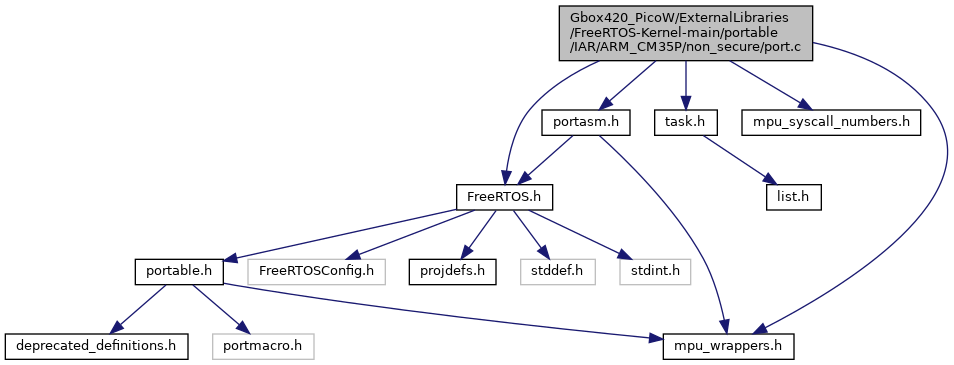 Gbox420_PicoW/ExternalLibraries
/FreeRTOS-Kernel-main/portable
/IAR/ARM_CM35P/non_secure/port.c
portasm.h
task.h
mpu_syscall_numbers.h
FreeRTOS.h
list.h
portable.h
FreeRTOSConfig.h
projdefs.h
stddef.h
stdint.h
deprecated_definitions.h
portmacro.h
mpu_wrappers.h